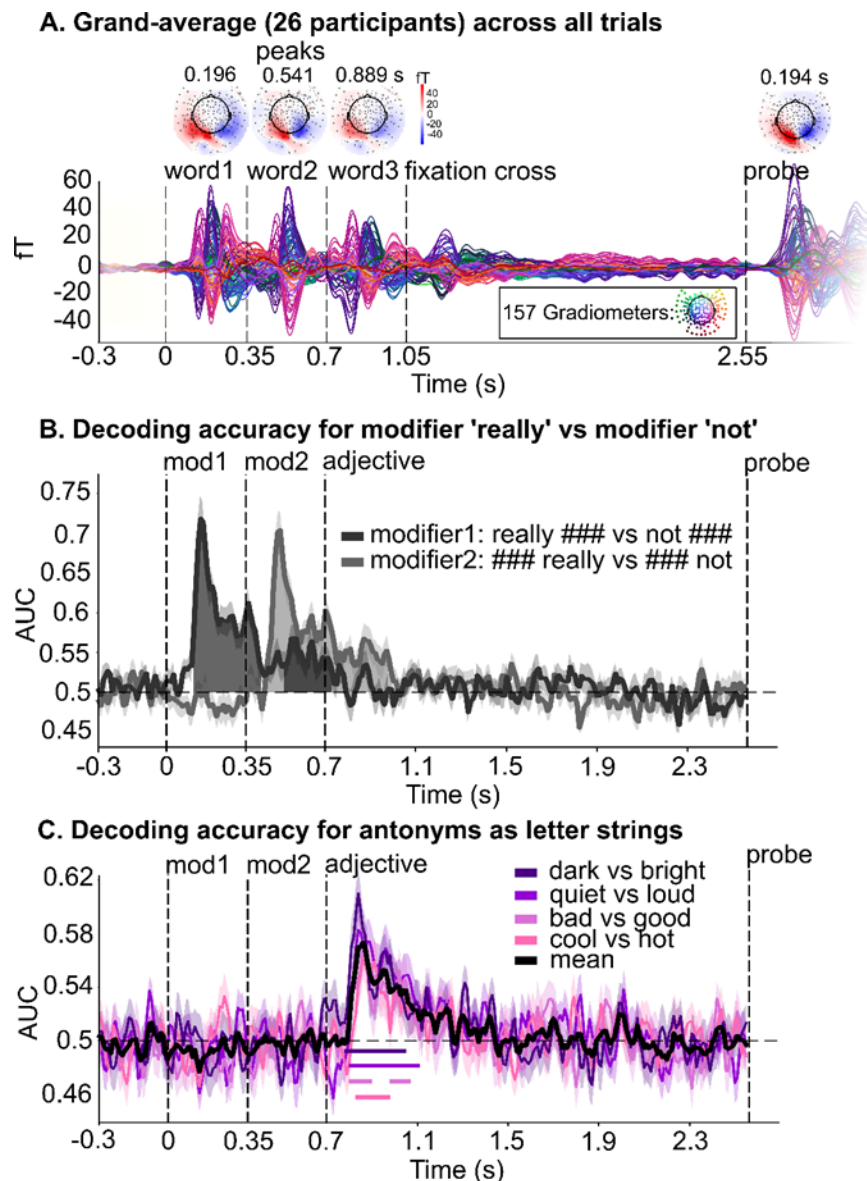 A. Grand-average (26 participants) across all trials
peaks
0.196 0.541 0.889 s fT 0.194 s
40
20
0
-20
-40
word1 word2 word3 fixation cross probe
60
40
20
0
-20
-40
fT
157 Gradiometers:
-0.3 0 0.35 0.7 1.05 2.55
Time (s)
B. Decoding accuracy for modifier 'really' vs modifier 'not'
mod1 mod2 adjective probe
0.75
0.7
0.65
0.6
0.55
0.5
0.45
AUC
modifier1: really ### vs not ###
modifier2: ### really vs ### not
-0.3 0 0.35 0.7 1.1 1.5 1.9 2.3
Time (s)
C. Decoding accuracy for antonyms as letter strings
mod1 mod2 adjective probe
0.62
0.58
0.54
0.5
0.46
AUC
dark vs bright
quiet vs loud
bad vs good
cool vs hot
mean
-0.3 0 0.35 0.7 1.1 1.5 1.9 2.3
Time (s)